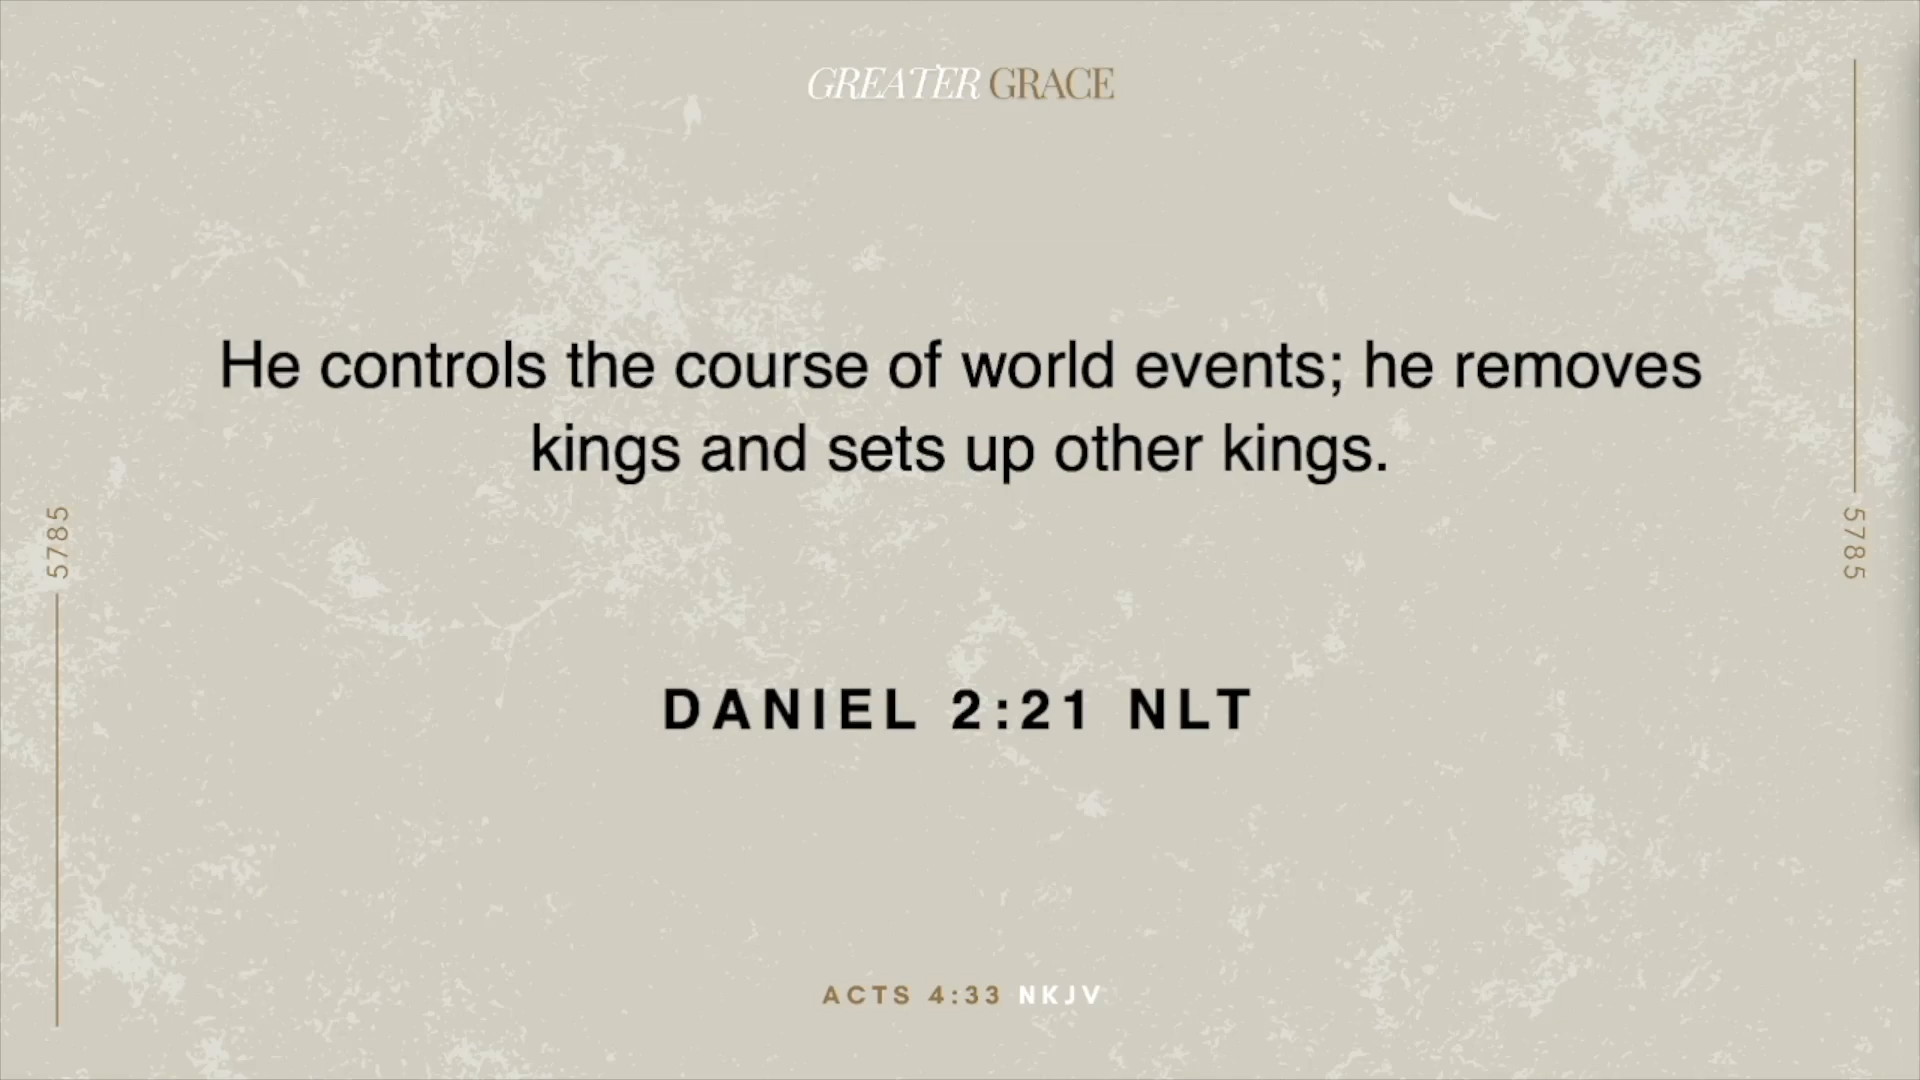 GREATER GRACE
He controls the course of world events; he removes
kings and sets up other kings.
5785
5785
DANIEL 2:21 NLT
ACTS 4:33 NKJV